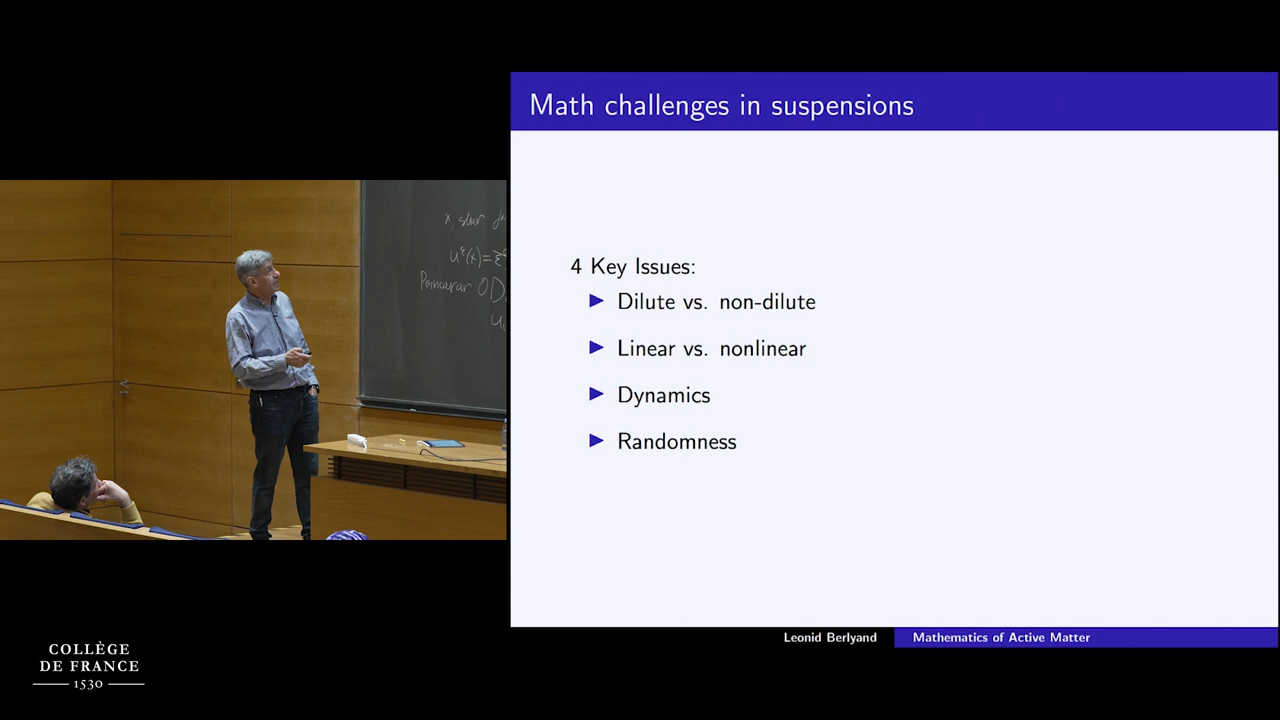 Math challenges in suspensions
4 Key Issues:
Dilute vs. non-dilute
Linear vs. nonlinear
Dynamics
Randomness
Leonid Berlyand
Mathematics of Active Matter
x, slow
u^ε(x)=
COLLÈGE
DE FRANCE
1530